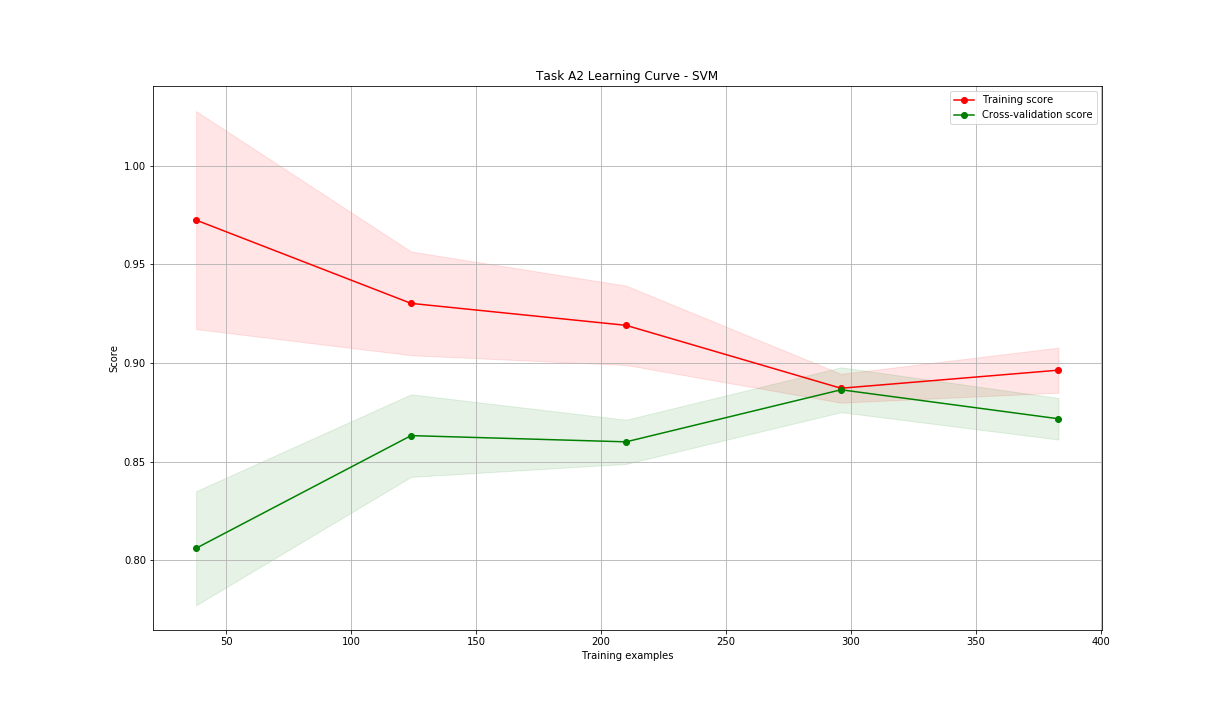 Task A2 Learning Curve - SVM
Training score
Cross-validation score
1.00
0.95
0.90
0.85
0.80
Score
50 100 150 200 250 300 350 400
Training examples